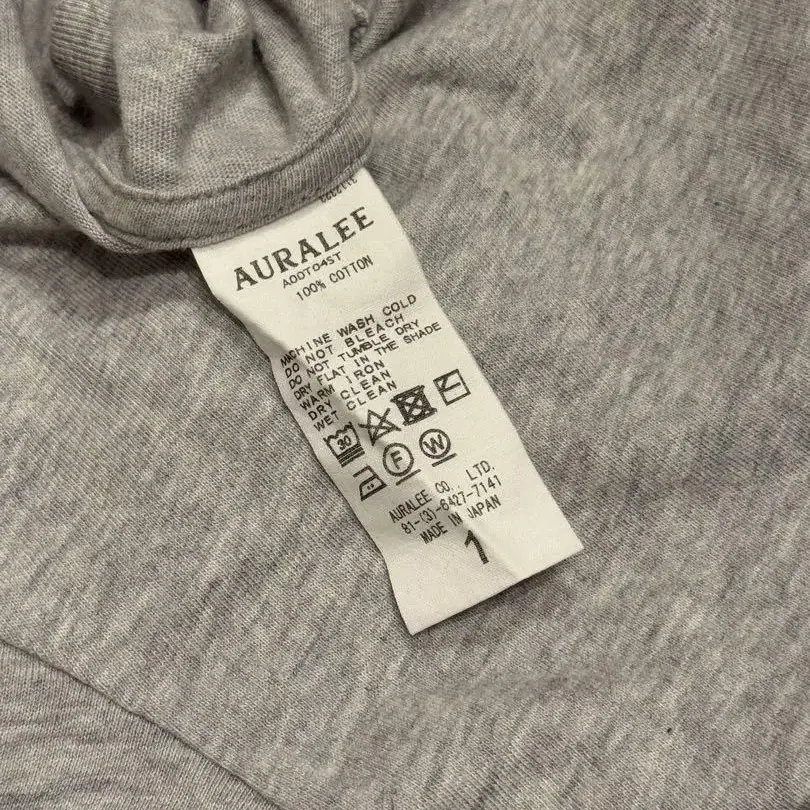 AURALEE
A00T04ST
100% COTTON
MACHINE WASH COLD
DO NOT BLEACH
DO NOT TUMBLE DRY
DRY FLAT IN THE SHADE
WARM IRON
DRY CLEAN
WET CLEAN
30
F W
AURALEE CO., LTD.
81-(3)-6427-7141
MADE IN JAPAN
1